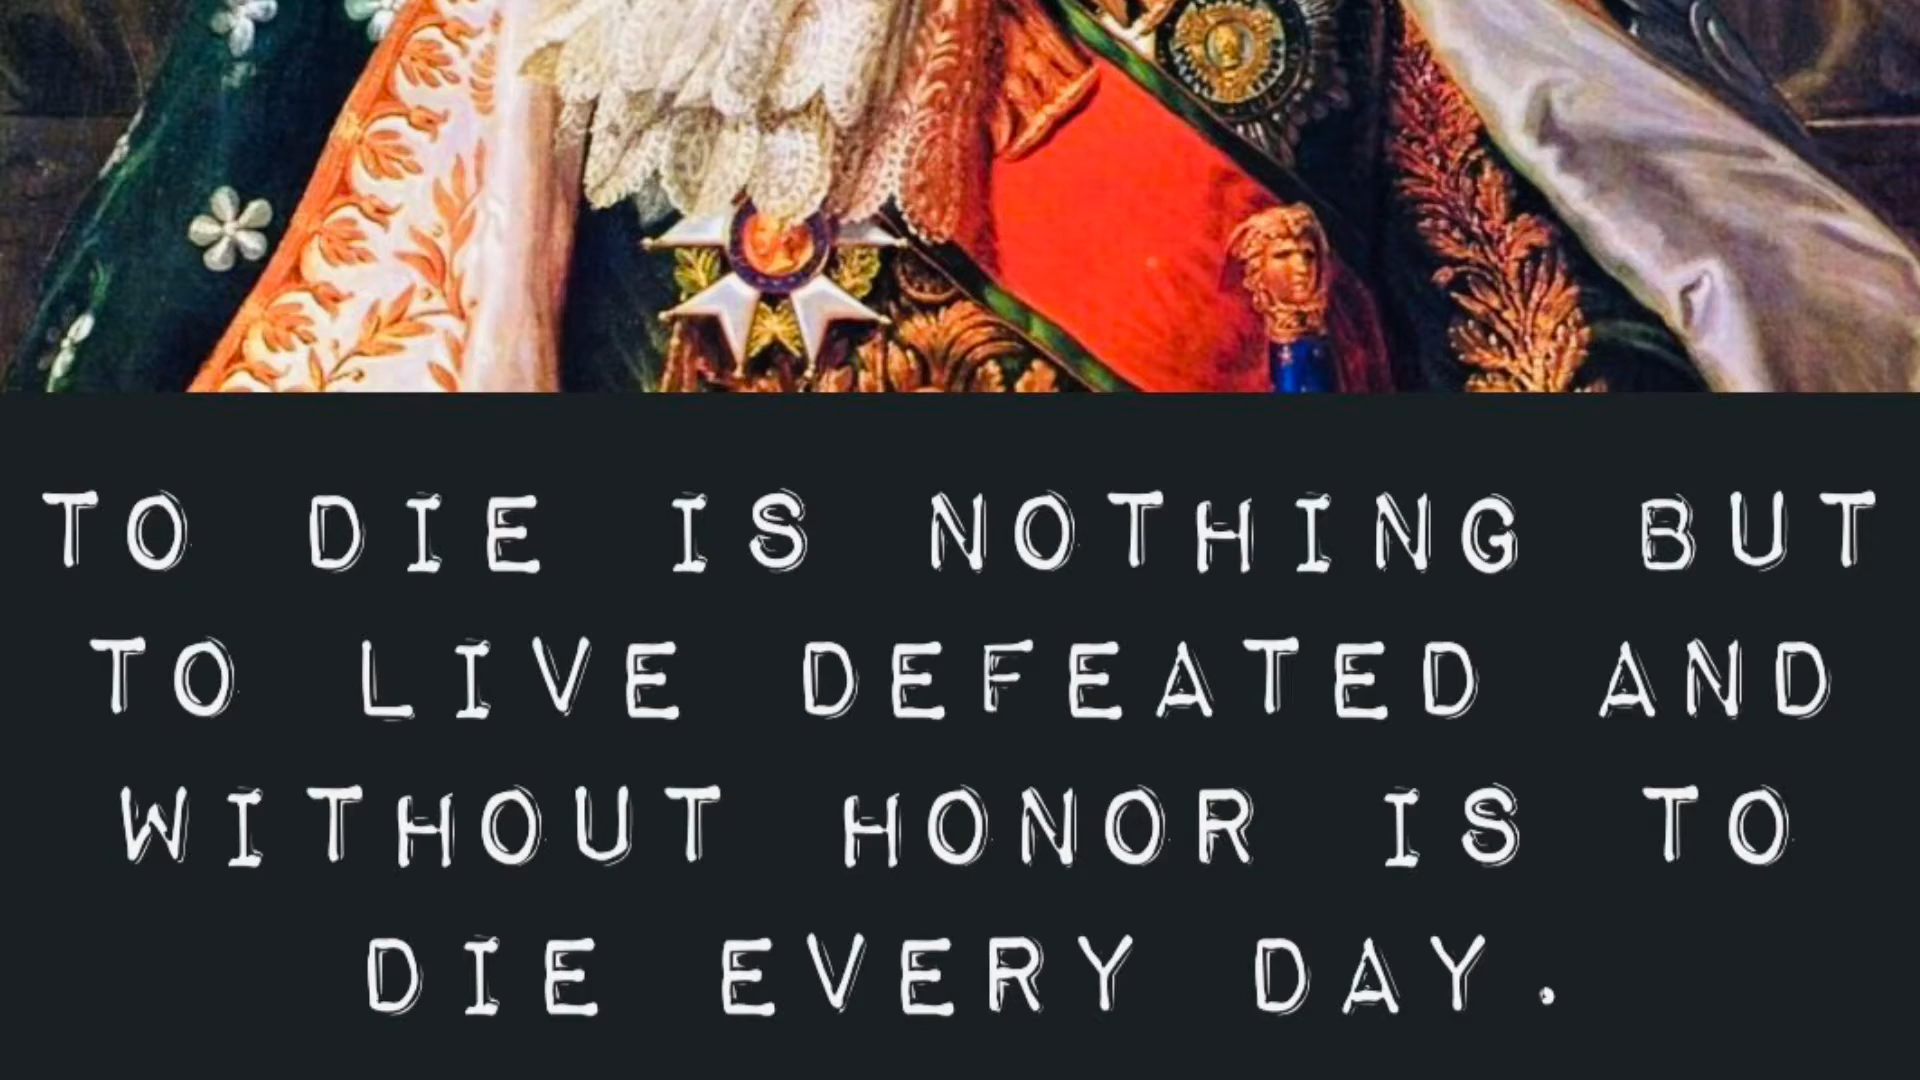 TO DIE IS NOTHING BUT
TO LIVE DEFEATED AND
WITHOUT HONOR IS TO
DIE EVERY DAY.